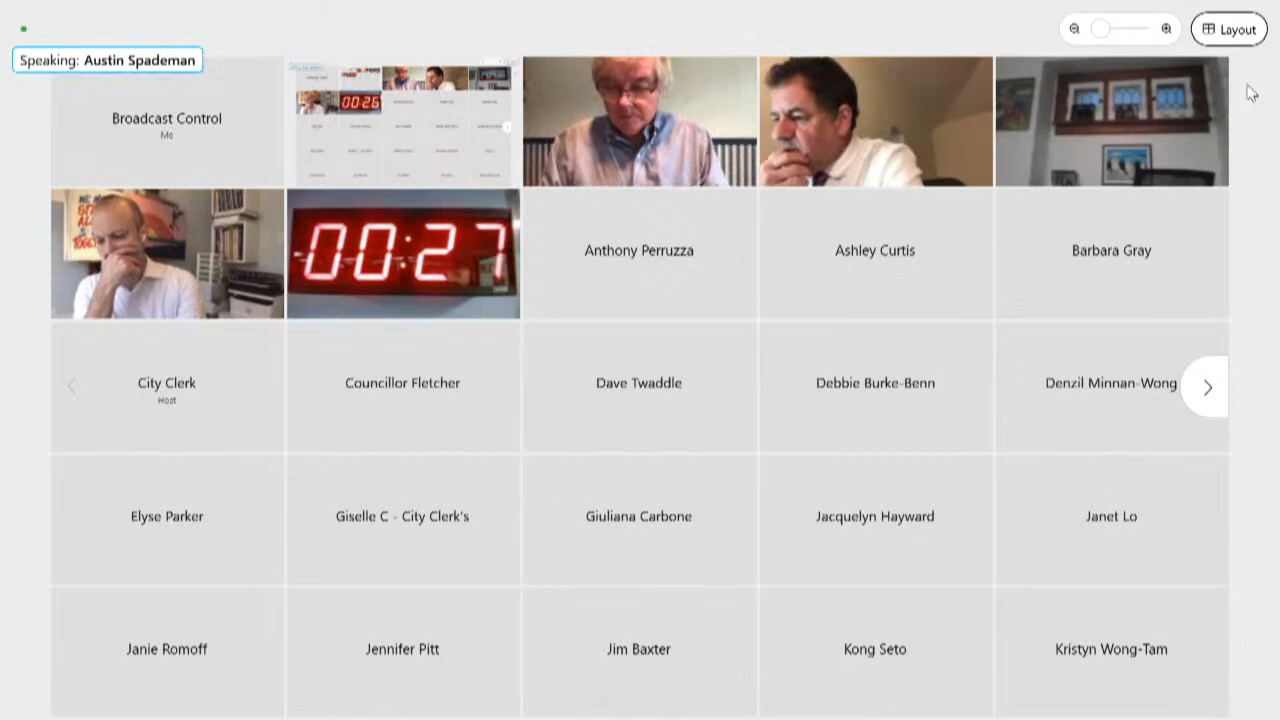 Layout
Speaking: Austin Spademan
Broadcast Control
Me
00:26
00:27
Anthony Perruzza
Ashley Curtis
Barbara Gray
City Clerk
Host
Councillor Fletcher
Dave Twaddle
Debbie Burke-Benn
Denzil Minnan-Wong
Elyse Parker
Giselle C - City Clerk's
Giuliana Carbone
Jacquelyn Hayward
Janet Lo
Janie Romoff
Jennifer Pitt
Jim Baxter
Kong Seto
Kristyn Wong-Tam